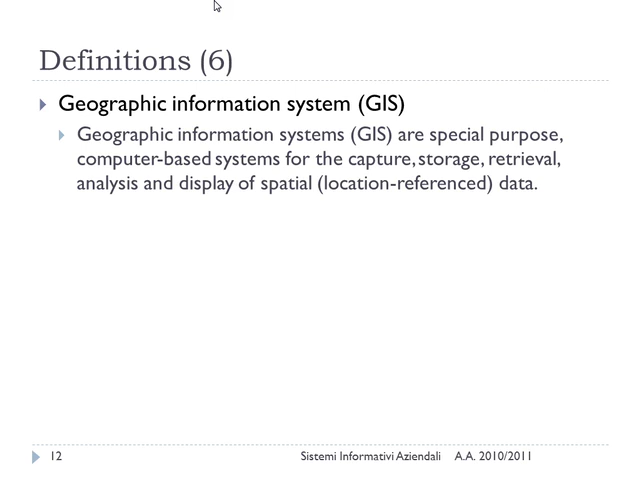 Definitions (6)
Geographic information system (GIS)
Geographic information systems (GIS) are special purpose,
computer-based systems for the capture, storage, retrieval,
analysis and display of spatial (location-referenced) data.
12
Sistemi Informativi Aziendali A.A. 2010/2011